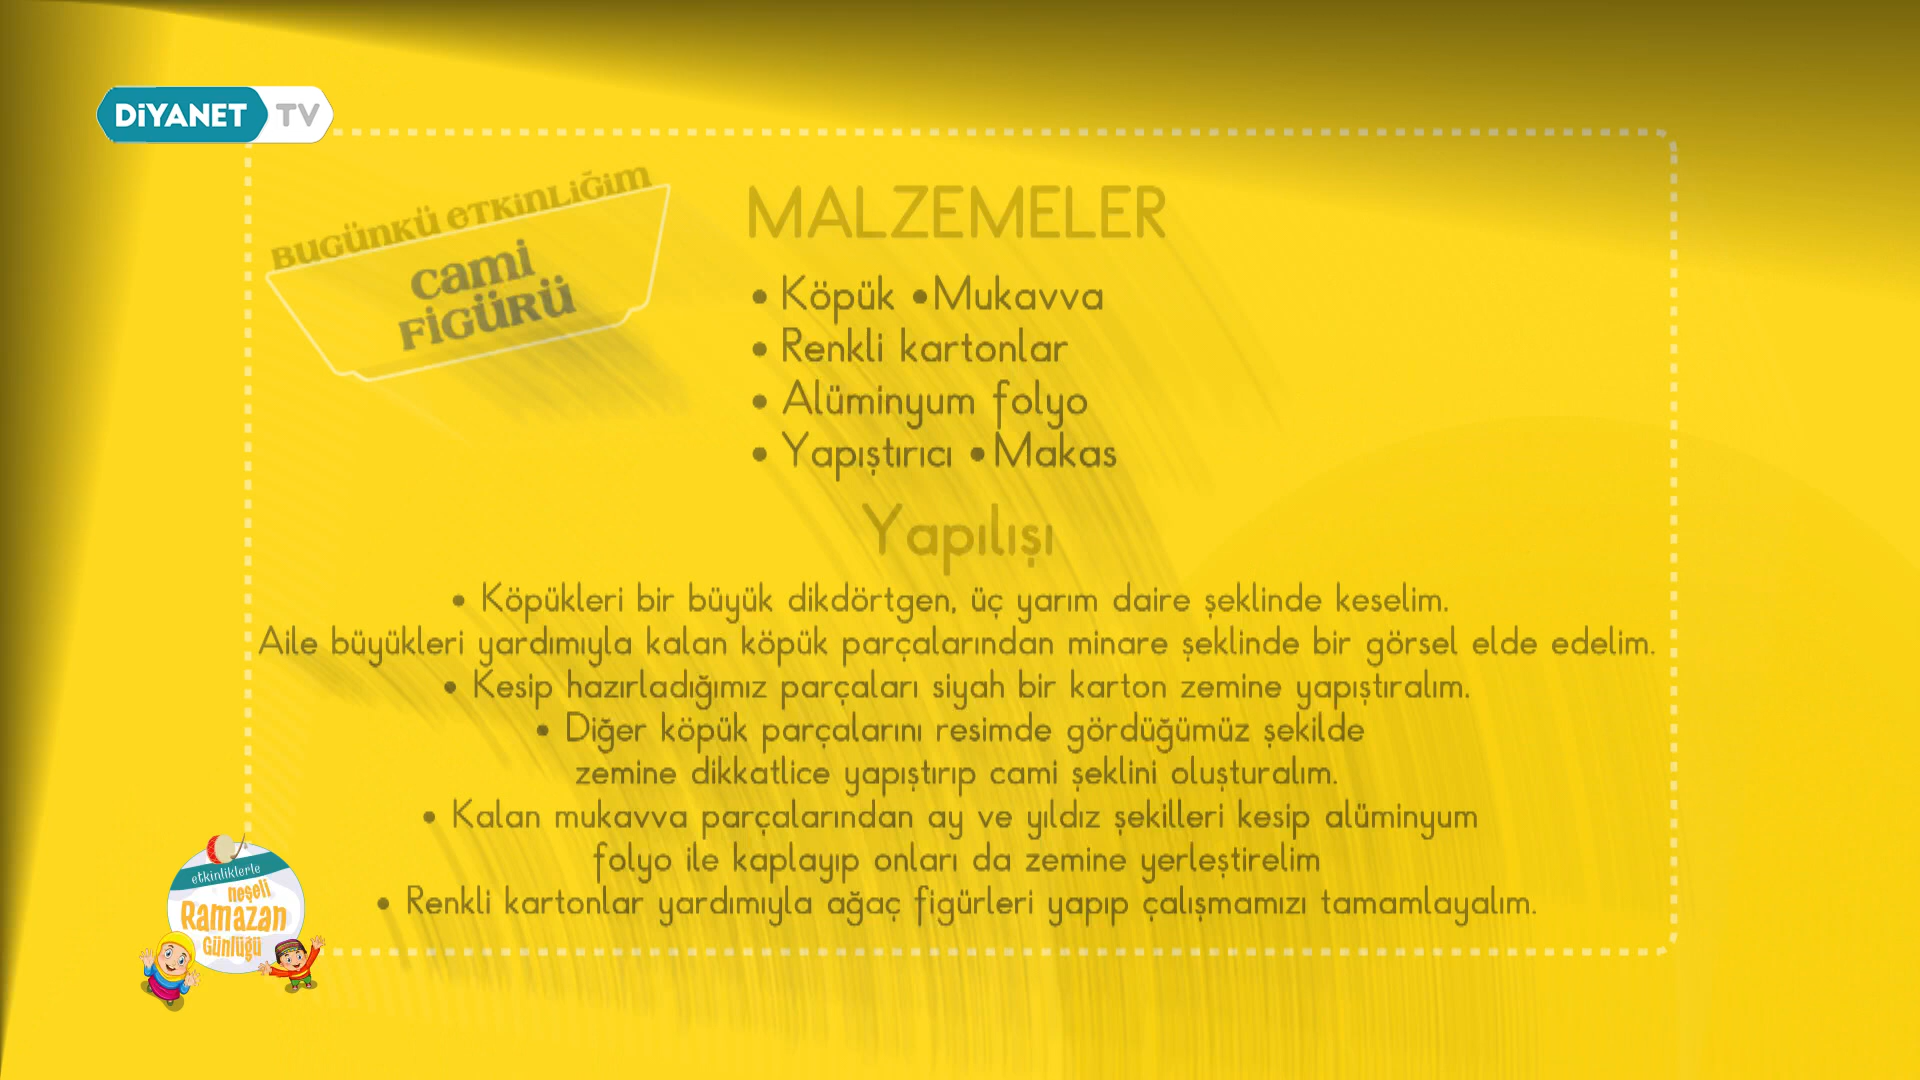 DİYANET TV
BUGÜNKÜ ETKİNLİĞİM
CAMİ
FİGÜRÜ
MALZEMELER
• Köpük •Mukavva
• Renkli kartonlar
• Alüminyum folyo
• Yapıştırıcı •Makas
Yapılışı
• Köpükleri bir büyük dikdörtgen, üç yarım daire şeklinde keselim.
Aile büyükleri yardımıyla kalan köpük parçalarından minare şeklinde bir görsel elde edelim.
• Kesip hazırladığımız parçaları siyah bir karton zemine yapıştıralım.
• Diğer köpük parçalarını resimde gördüğümüz şekilde
zemine dikkatlice yapıştırıp cami şeklini oluşturalım.
• Kalan mukavva parçalarından ay ve yıldız şekilleri kesip alüminyum
folyo ile kaplayıp onları da zemine yerleştirelim
• Renkli kartonlar yardımıyla ağaç figürleri yapıp çalışmamızı tamamlayalım.
etkinliklerle
neşeli
Ramazan
Günlüğü